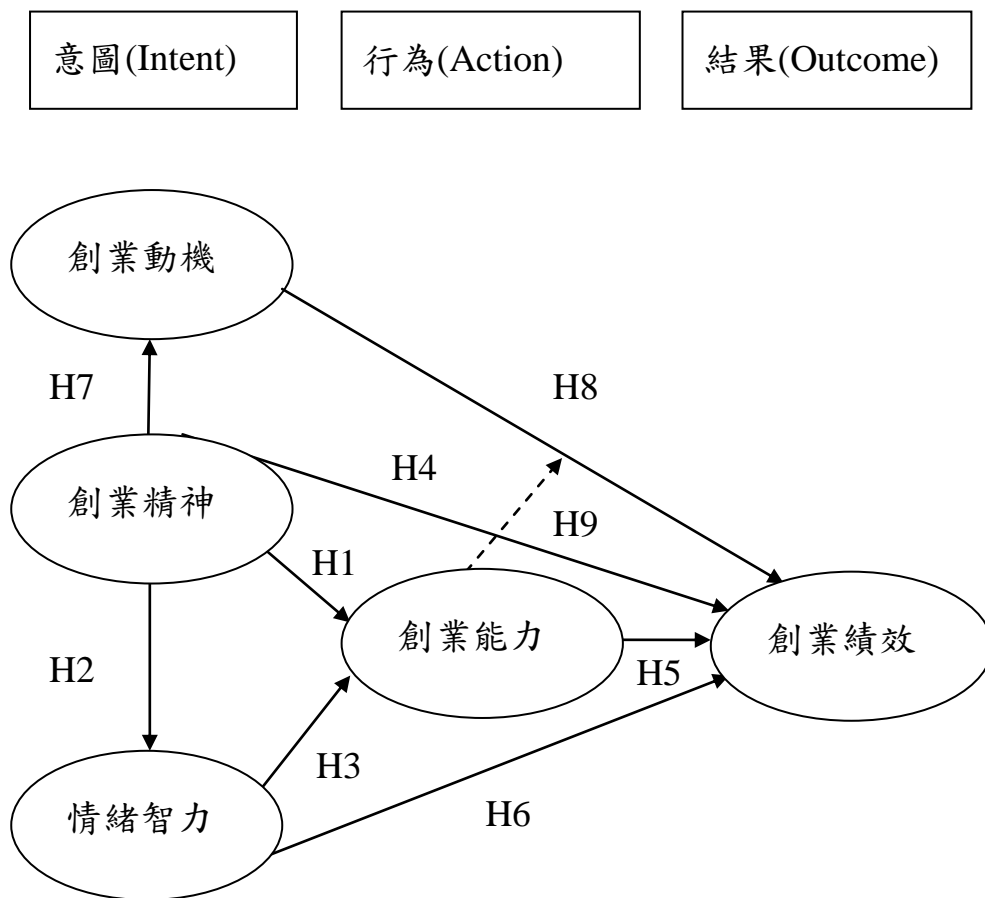 意圖(Intent)
行為(Action)
結果(Outcome)
創業動機
H7
H8
H4
創業精神
H9
H1
創業能力
創業績效
H2
H5
H3
H6
情緒智力